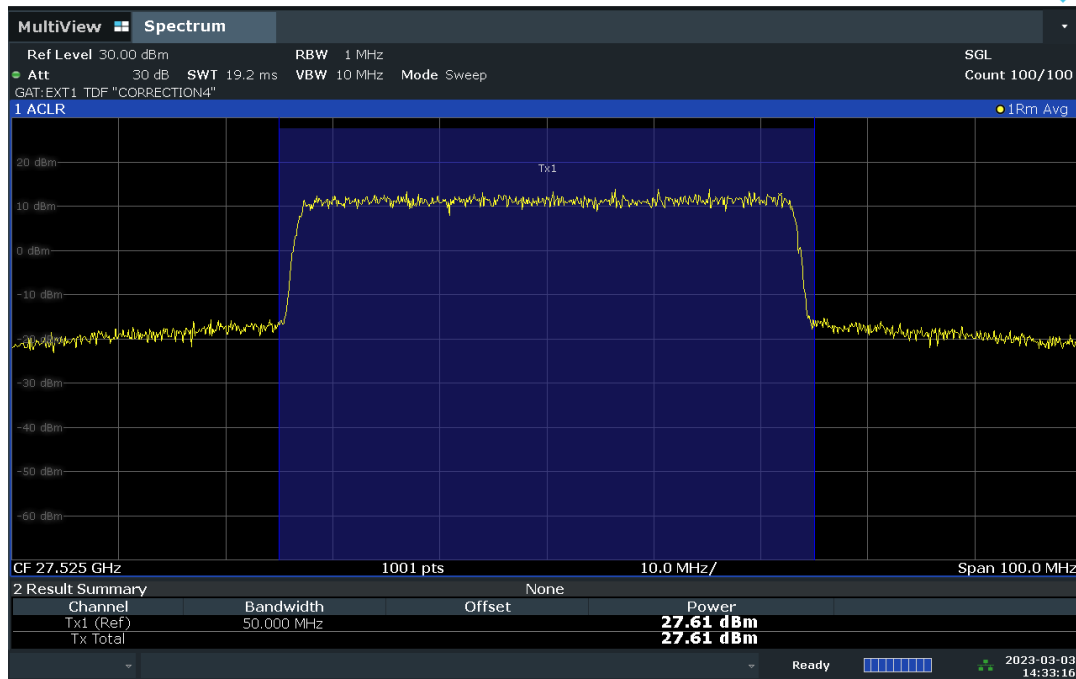 MultiView Spectrum
Ref Level 30.00 dBm RBW 1 MHz SGL
Att 30 dB SWT 19.2 ms VBW 10 MHz Mode Sweep Count 100/100
GAT:EXT1 TDF "CORRECTION4"
1 ACLR 1Rm Avg
20 dBm
Tx1
10 dBm
0 dBm
-10 dBm
-20 dBm
-30 dBm
-40 dBm
-50 dBm
-60 dBm
CF 27.525 GHz 1001 pts 10.0 MHz/ Span 100.0 MHz
2 Result Summary None
Channel Bandwidth Offset Power
Tx1 (Ref) 50.000 MHz 27.61 dBm
Tx Total 27.61 dBm
Ready 2023-03-03
14:33:16